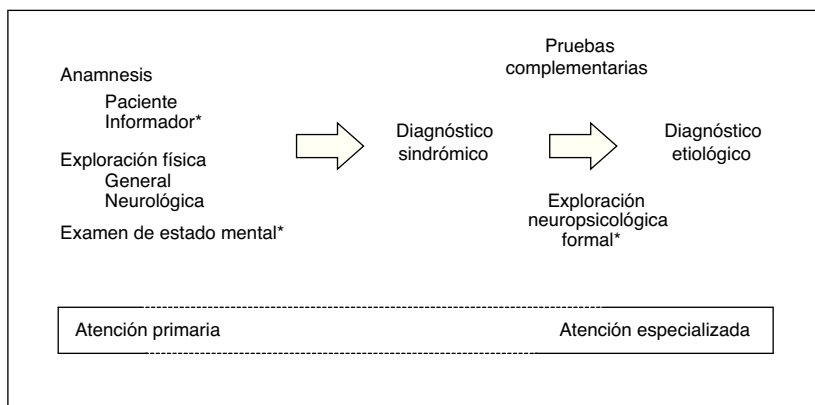 Anamnesis
Paciente
Informador*
Exploración física
General
Neurológica
Examen de estado mental*
Diagnóstico
sindrómico
Pruebas
complementarias
Exploración
neuropsicológica
formal*
Diagnóstico
etiológico
Atención primaria
Atención especializada